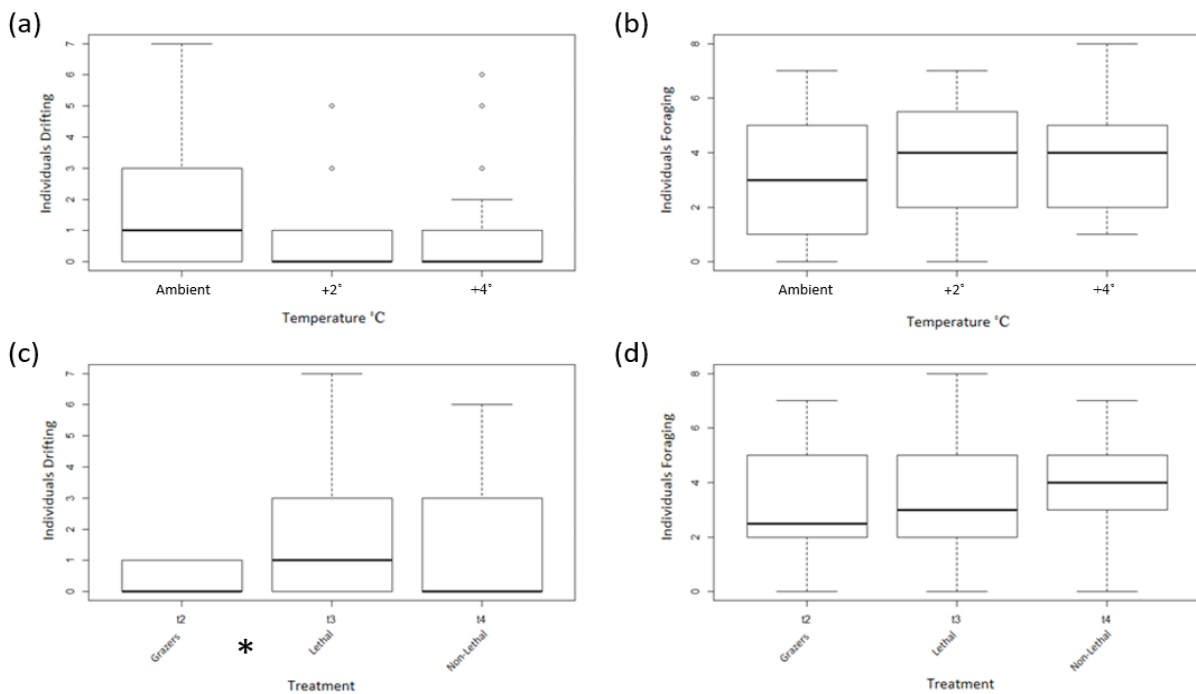 (a)
Individuals Drifting
7
6
5
4
3
2
1
0
Ambient +2° +4°
Temperature °C
(b)
Individuals Foraging
8
6
4
2
0
Ambient +2° +4°
Temperature °C
(c)
Individuals Drifting
7
6
5
4
3
2
1
0
t2 t3 t4
Grazers * Lethal Non-Lethal
Treatment
(d)
Individuals Foraging
8
6
4
2
0
t2 t3 t4
Grazers Lethal Non-Lethal
Treatment